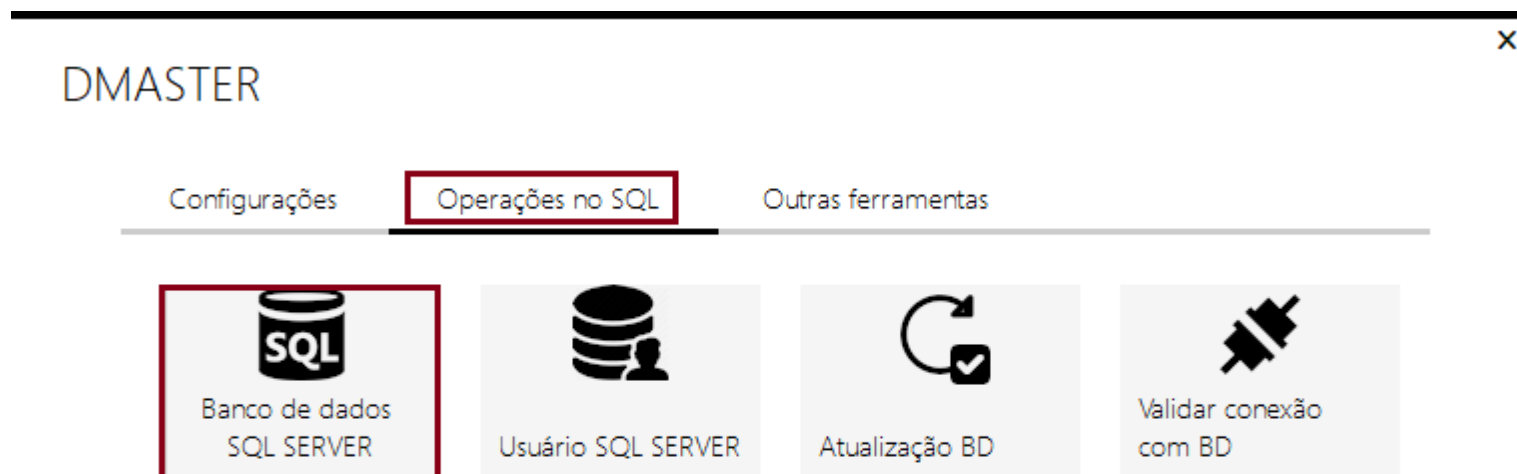 x
DMASTER
Configurações
Operações no SQL
Outras ferramentas
SQL
Banco de dados
SQL SERVER
Usuário SQL SERVER
Atualização BD
Validar conexão
com BD